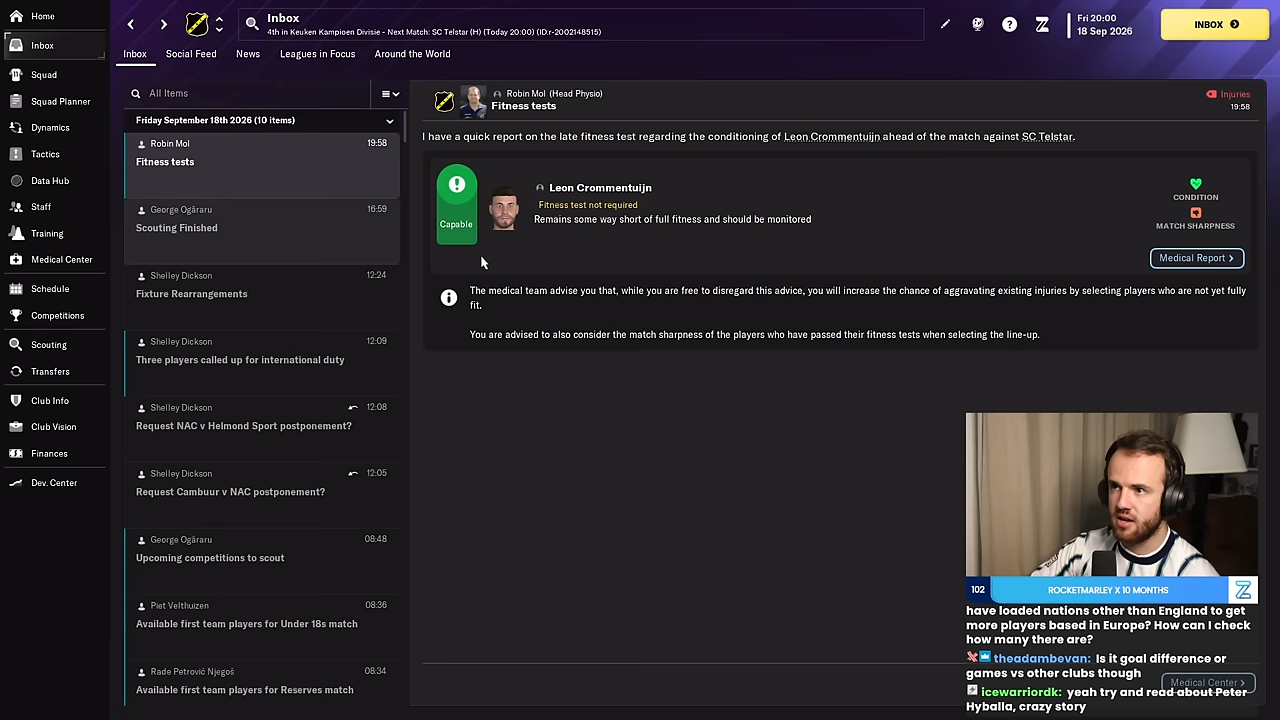 Home
Inbox
Squad
Squad Planner
Dynamics
Tactics
Data Hub
Staff
Training
Medical Center
Schedule
Competitions
Scouting
Transfers
Club Info
Club Vision
Finances
Dev. Center
Inbox
4th in Keuken Kampioen Divisie - Next Match: SC Telstar (H) (Today 20:00) (ID:r-2002148515)
Fri 20:00
18 Sep 2026
INBOX
Inbox
Social Feed
News
Leagues in Focus
Around the World
All Items
Friday September 18th 2026 (10 items)
Robin Mol 19:58
Fitness tests
George Ogăraru 16:59
Scouting Finished
Shelley Dickson 12:24
Fixture Rearrangements
Shelley Dickson 12:09
Three players called up for international duty
Shelley Dickson 12:08
Request NAC v Helmond Sport postponement?
Shelley Dickson 12:05
Request Cambuur v NAC postponement?
George Ogăraru 08:48
Upcoming competitions to scout
Piet Velthuizen 08:36
Available first team players for Under 18s match
Rade Petrović Njegoš 08:34
Available first team players for Reserves match
Robin Mol (Head Physio)
Fitness tests
Injuries
19:58
I have a quick report on the late fitness test regarding the conditioning of Leon Crommentuijn ahead of the match against SC Telstar.
Capable
Leon Crommentuijn
Fitness test not required
Remains some way short of full fitness and should be monitored
CONDITION
MATCH SHARPNESS
Medical Report
The medical team advise you that, while you are free to disregard this advice, you will increase the chance of aggravating existing injuries by selecting players who are not yet fully
fit.
You are advised to also consider the match sharpness of the players who have passed their fitness tests when selecting the line-up.
102 ROCKETMARLEY X 10 MONTHS Z
have loaded nations other than England to get
more players based in Europe? How can I check
how many there are?
theadambevan: Is it goal difference or
games vs other clubs though
Medical Center
icewarriordk: yeah try and read about Peter
Hyballa, crazy story